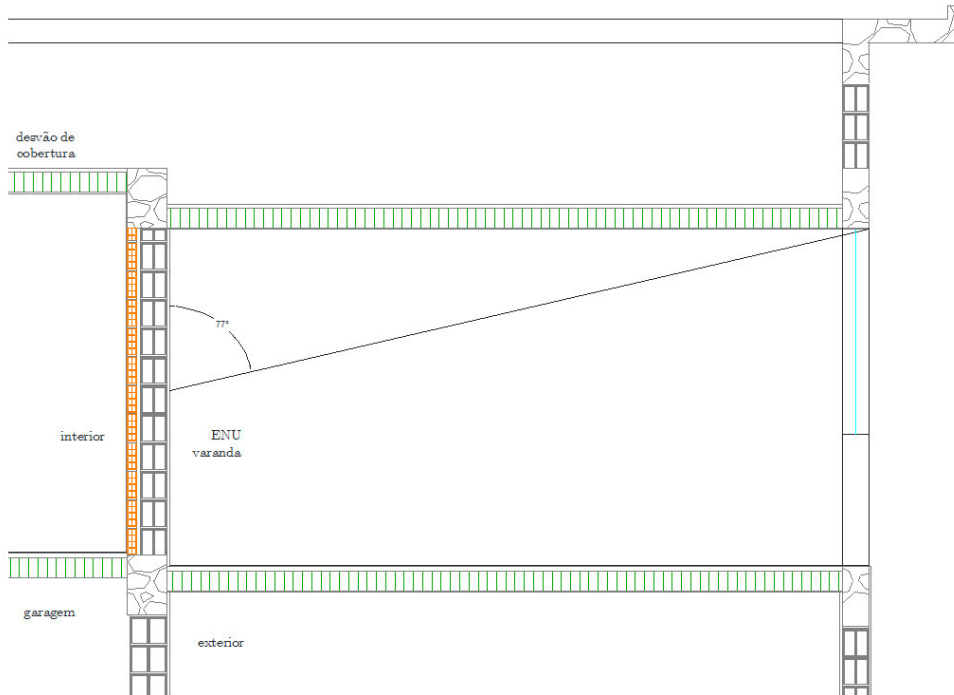 desvão de
cobertura
77°
interior
ENU
varanda
garagem
exterior